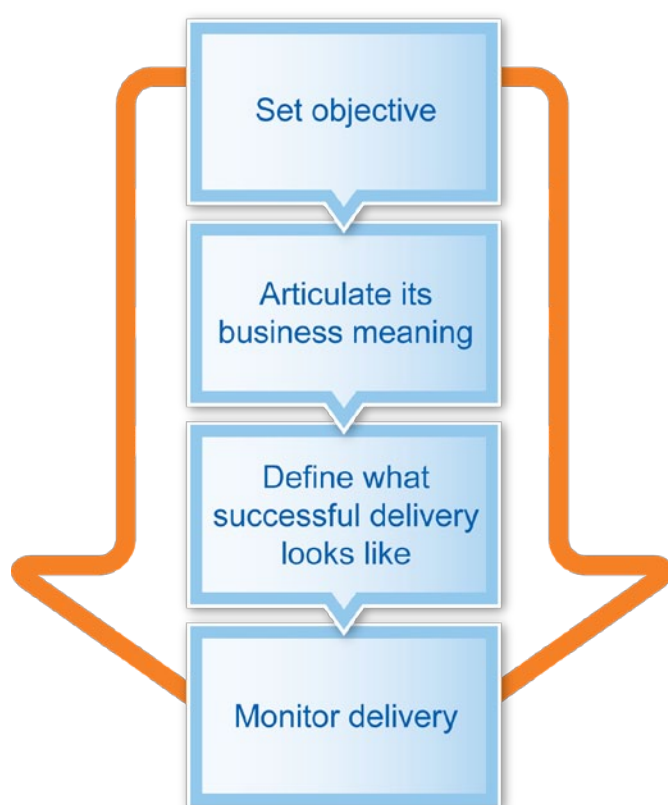 Set objective
Articulate its
business meaning
Define what
successful delivery
looks like
Monitor delivery